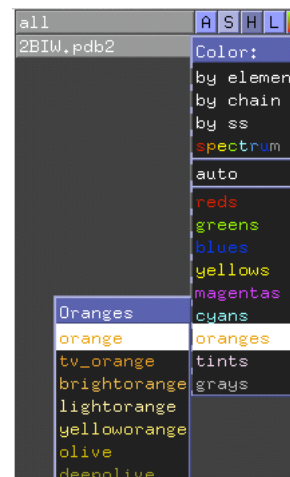 all A S H L
2BIW.pdb2
Color:
by elemen
by chain
by ss
spectrum
auto
reds
greens
blues
yellows
magentas
cyans
oranges
tints
grays
Oranges
orange
tv_orange
brightorange
lightorange
yelloworange
olive
deepolive